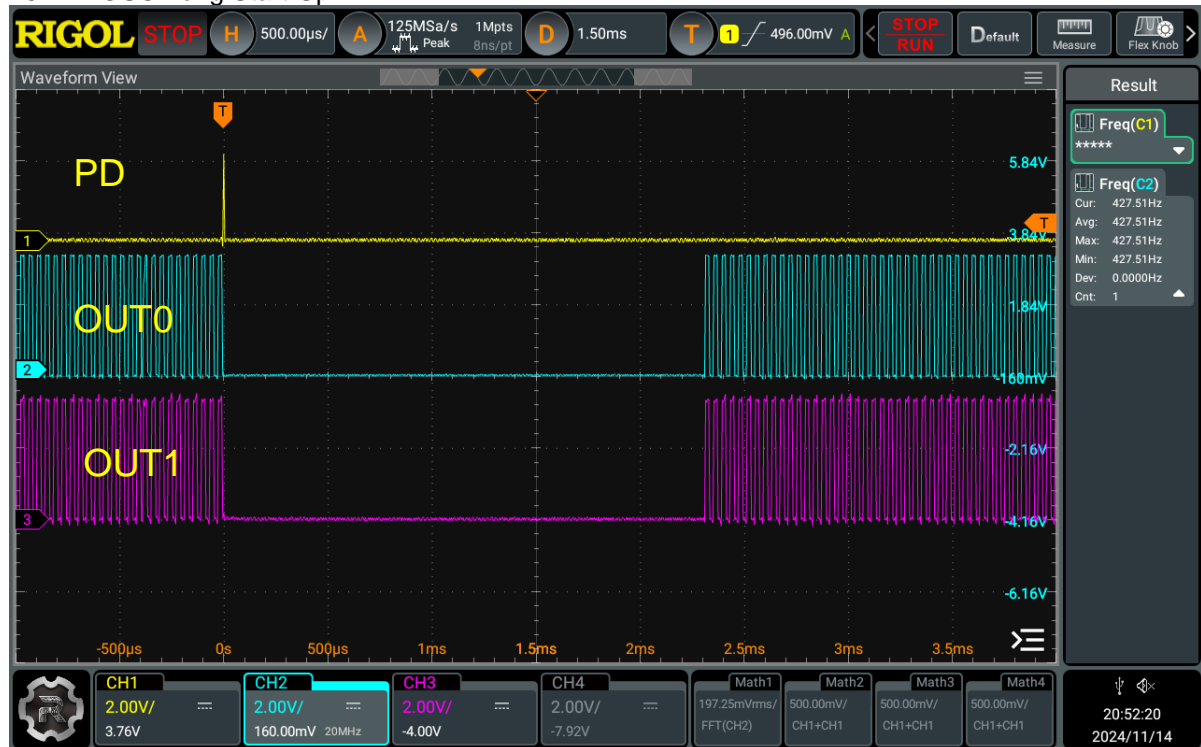 RIGOL STOP H 500.00μs/ A 125MSa/s 1Mpts Peak 8ns/pt D 1.50ms T 1 496.00mV A < STOP RUN Default Measure Flex Knob >
Waveform View
Result
T
Freq(C1)
*****
PD
5.84V
Freq(C2)
Cur: 427.51Hz
Avg: 427.51Hz
T
1
3.84V
Max: 427.51Hz
Min: 427.51Hz
Dev: 0.0000Hz
Cnt: 1
OUT0
1.84V
2
-160mV
OUT1
-2.16V
3
-4.16V
-6.16V
-500μs 0s 500μs 1ms 1.5ms 2ms 2.5ms 3ms 3.5ms
CH1 CH2 CH3 CH4 Math1 Math2 Math3 Math4
2.00V/ 2.00V/ 2.00V/ 2.00V/ 197.25mVrms/ 500.00mV/ 500.00mV/ 500.00mV/
3.76V 160.00mV 20MHz -4.00V -7.92V FFT(CH2) CH1+CH1 CH1+CH1 CH1+CH1
20:52:20
2024/11/14